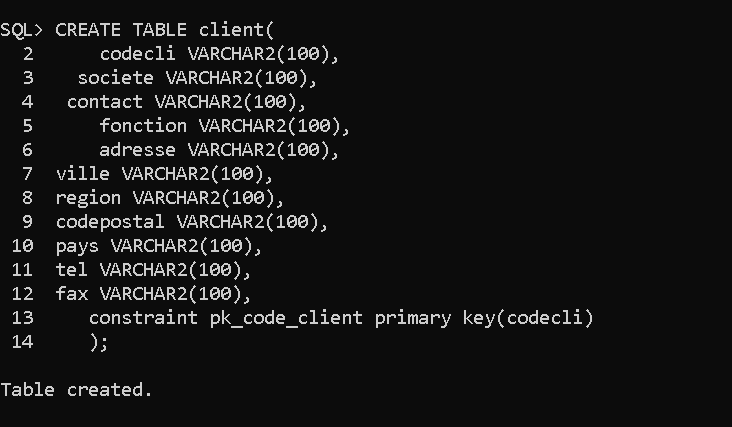 SQL> CREATE TABLE client(
  2      codecli VARCHAR2(100),
  3    societe VARCHAR2(100),
  4   contact VARCHAR2(100),
  5      fonction VARCHAR2(100),
  6      adresse VARCHAR2(100),
  7  ville VARCHAR2(100),
  8  region VARCHAR2(100),
  9  codepostal VARCHAR2(100),
 10  pays VARCHAR2(100),
 11  tel VARCHAR2(100),
 12  fax VARCHAR2(100),
 13     constraint pk_code_client primary key(codecli)
 14     );
Table created.